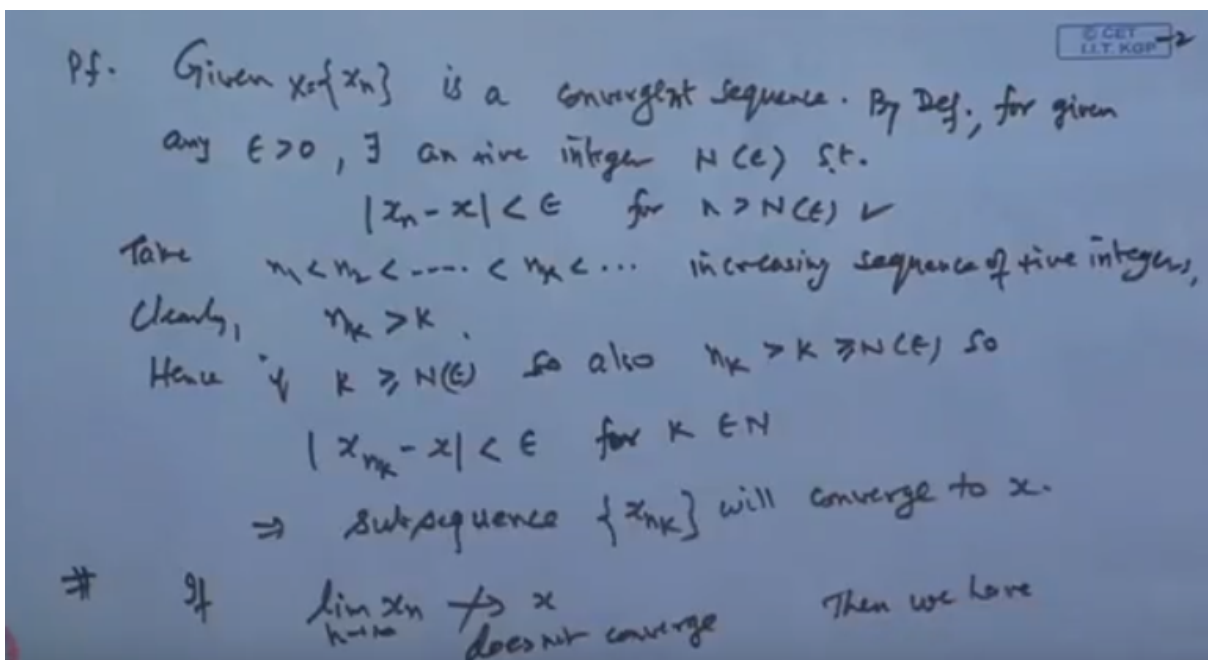 © CET
I.I.T. KGP -2
Pf. Given X={xn} is a convergent sequence. By Def., for given
any ε>0, ∃ an +ive integer N(ε) s.t.
|xn - x| < ε for n > N(ε) ✓
Take n1 < n2 < ---- < nk < ... increasing sequence of +ive integers,
Clearly, nk > k.
Hence if k ≥ N(ε) so also nk > k ≥ N(ε) so
|xnk - x| < ε for k ∈ N
⇒ subsequence {xnk} will converge to x.
# If lim xn ↛ x Then we have
n→∞ does not converge